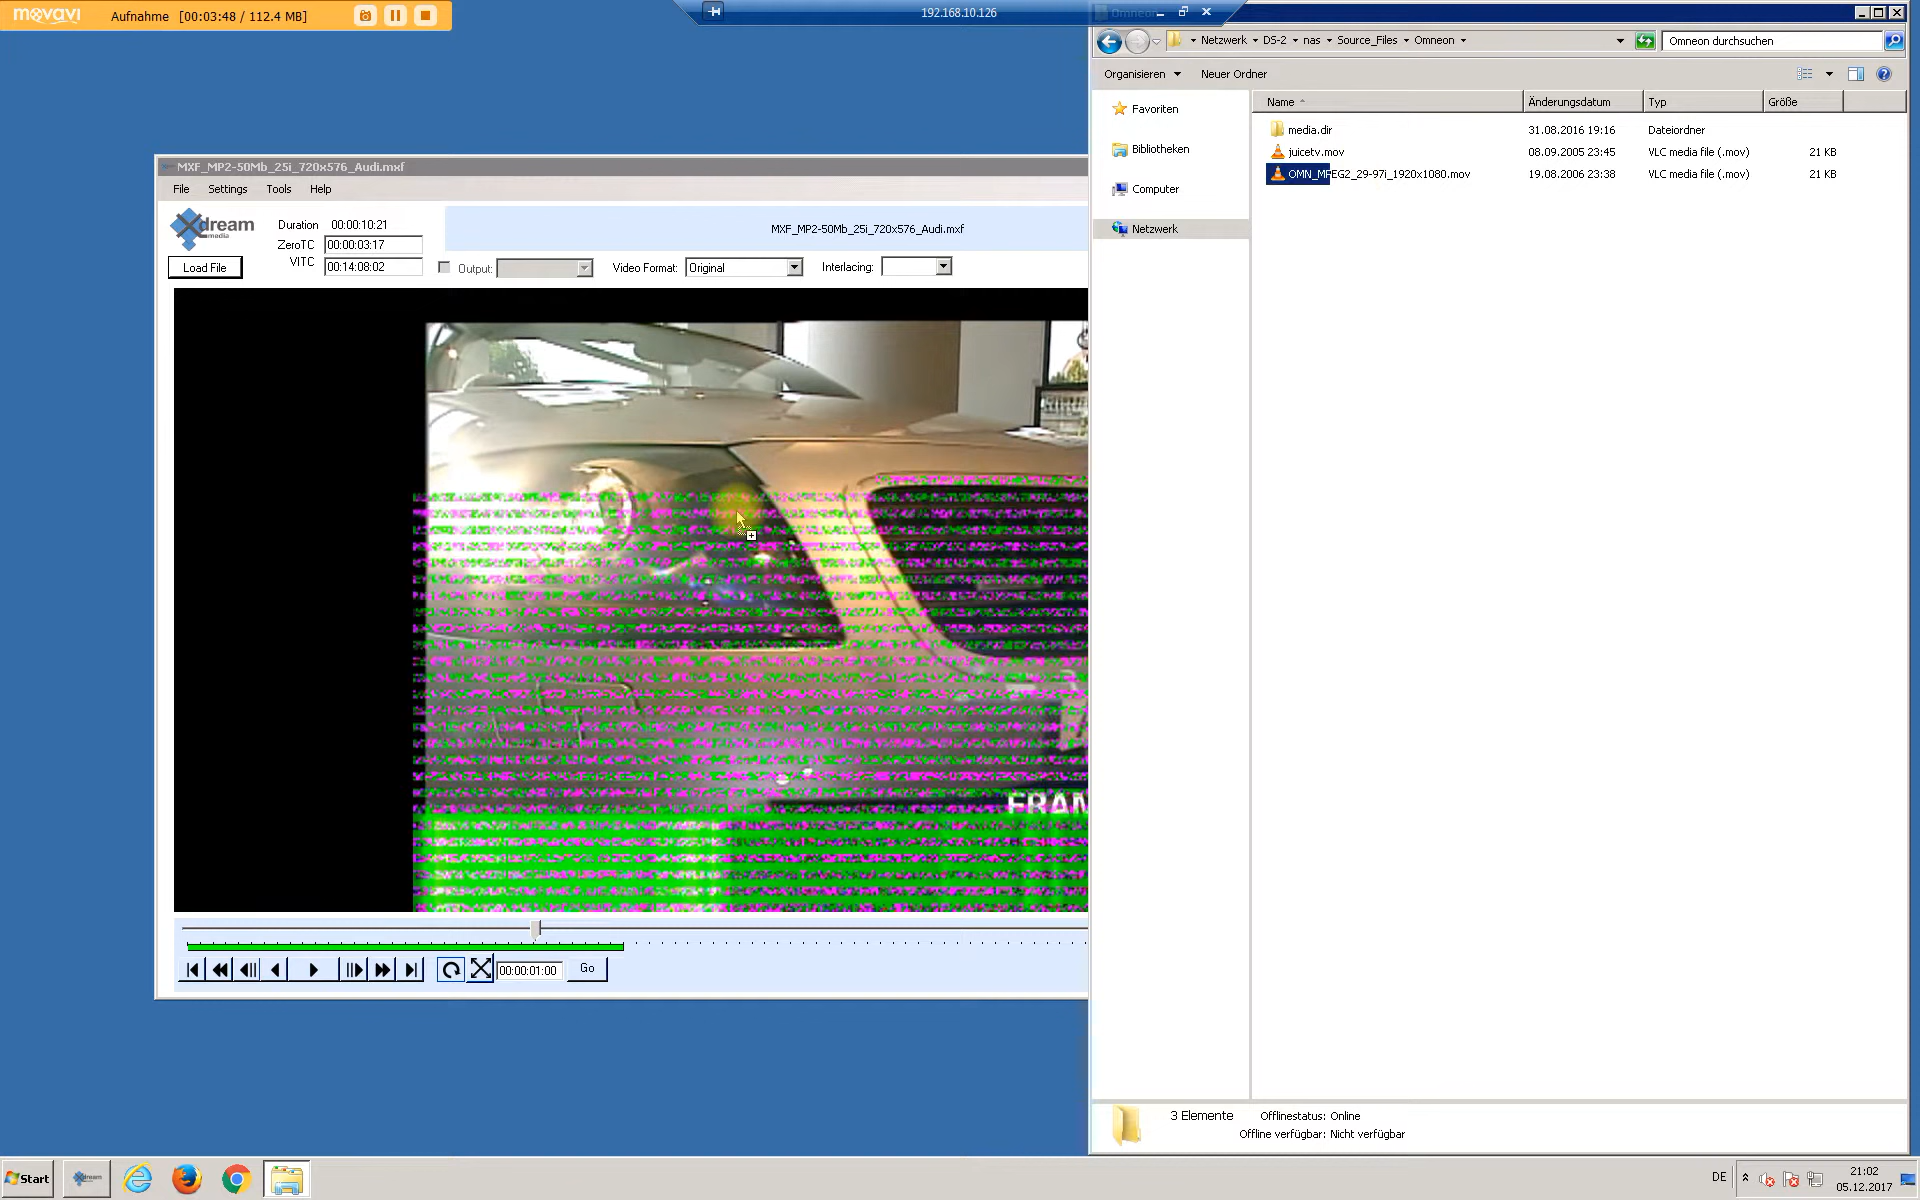 movavi
Aufnahme [00:03:48 / 112.4 MB]
192.168.10.126
Omneon
Netzwerk DS-2 nas Source_Files Omneon
Omneon durchsuchen
Organisieren Neuer Ordner
Favoriten
Bibliotheken
Computer
Netzwerk
Name Änderungsdatum Typ Größe
media.dir 31.08.2016 19:16 Dateiordner
juicetv.mov 08.09.2005 23:45 VLC media file (.mov) 21 KB
OMN_MPEG2_29-97i_1920x1080.mov 19.08.2006 23:38 VLC media file (.mov) 21 KB
3 Elemente Offlinestatus: Online
Offline verfügbar: Nicht verfügbar
MXF_MP2-50Mb_25i_720x576_Audi.mxf
File Settings Tools Help
Xdream media
Duration 00:00:10:21
ZeroTC 00:00:03:17
VITC 00:14:08:02
MXF_MP2-50Mb_25i_720x576_Audi.mxf
Load File
Output: Video Format: Original Interlacing:
FRAN
00:00:01:00 Go
Start
Xdream
DE
21:02
05.12.2017